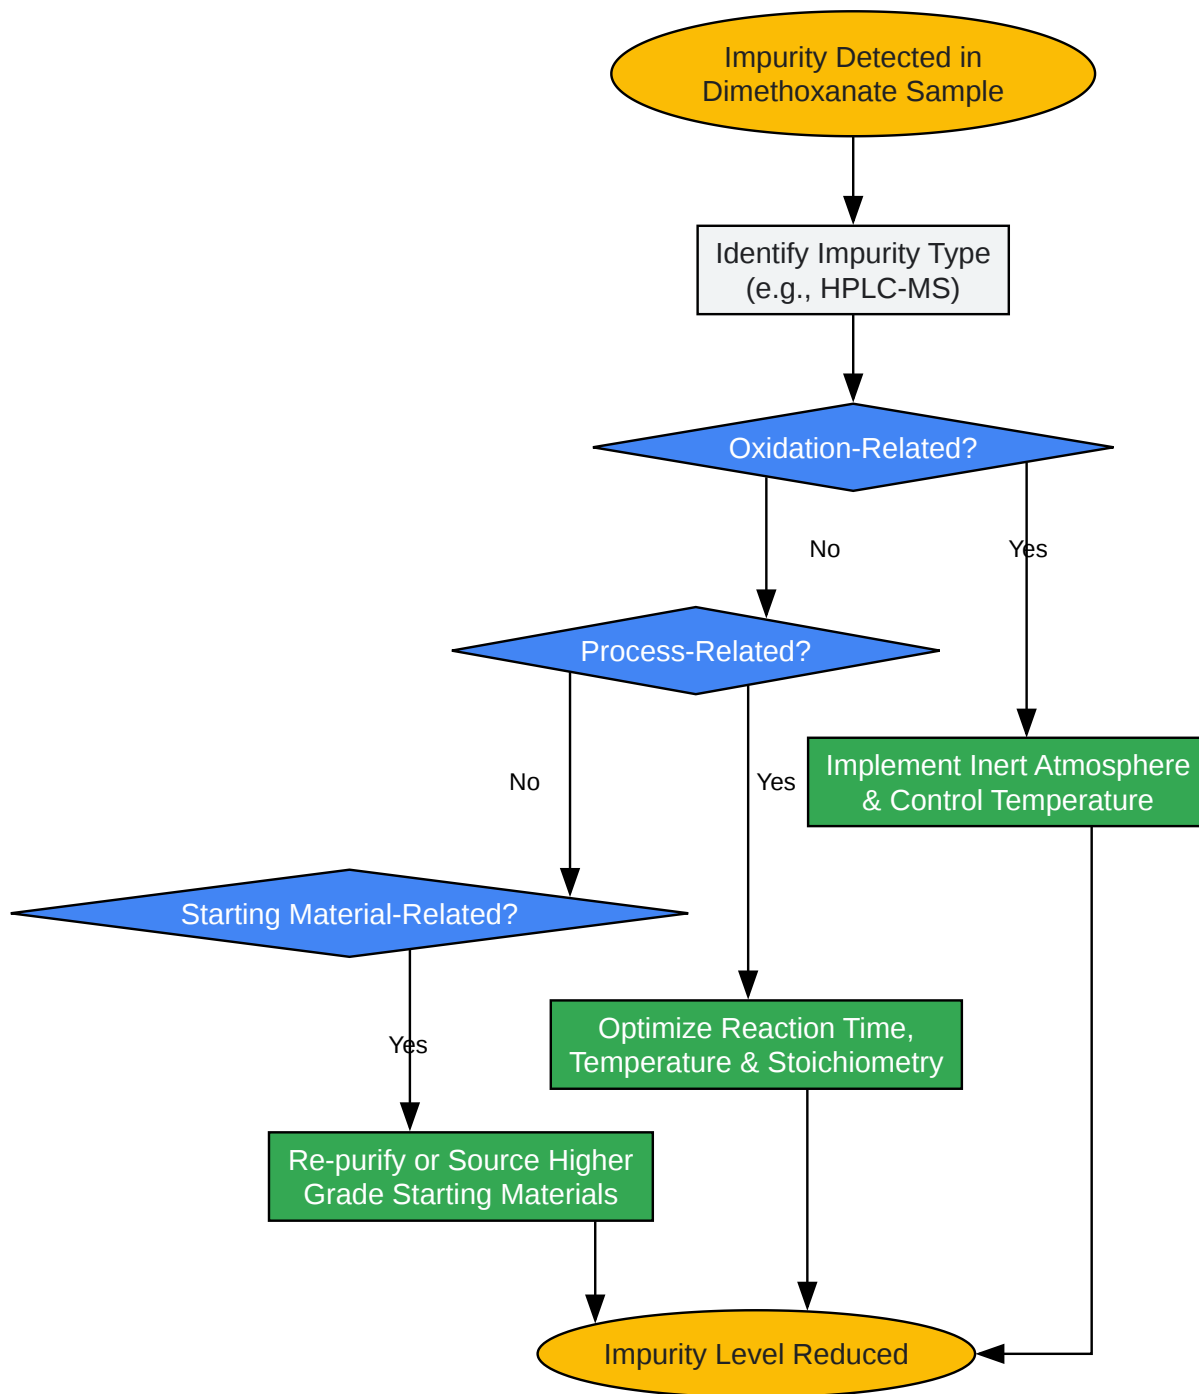 Impurity Detected in
Dimethoxanate Sample
Identify Impurity Type
(e.g., HPLC-MS)
Oxidation-Related?
No
Yes
Process-Related?
No
Yes
Implement Inert Atmosphere
& Control Temperature
Starting Material-Related?
Yes
Optimize Reaction Time,
Temperature & Stoichiometry
Re-purify or Source Higher
Grade Starting Materials
Impurity Level Reduced